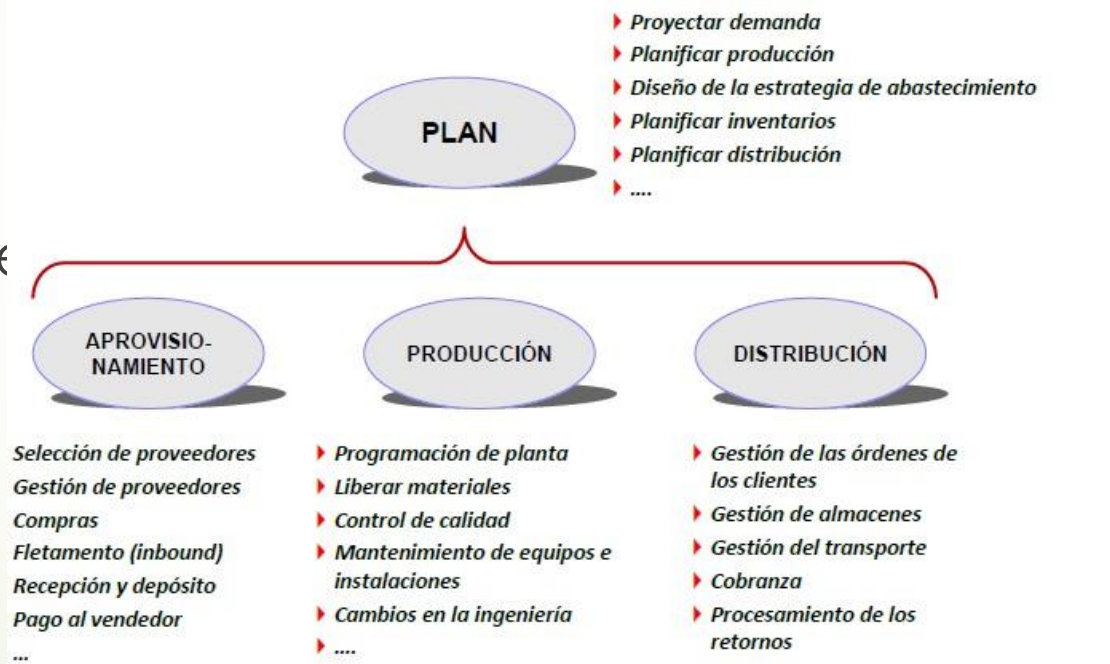 Proyectar demanda
Planificar producción
Diseño de la estrategia de abastecimiento
Planificar inventarios
Planificar distribución
....
PLAN
APROVISIO-
NAMIENTO
Selección de proveedores
Gestión de proveedores
Compras
Fletamento (inbound)
Recepción y depósito
Pago al vendedor
...
PRODUCCIÓN
Programación de planta
Liberar materiales
Control de calidad
Mantenimiento de equipos e
instalaciones
Cambios en la ingeniería
....
DISTRIBUCIÓN
Gestión de las órdenes de
los clientes
Gestión de almacenes
Gestión del transporte
Cobranza
Procesamiento de los
retornos